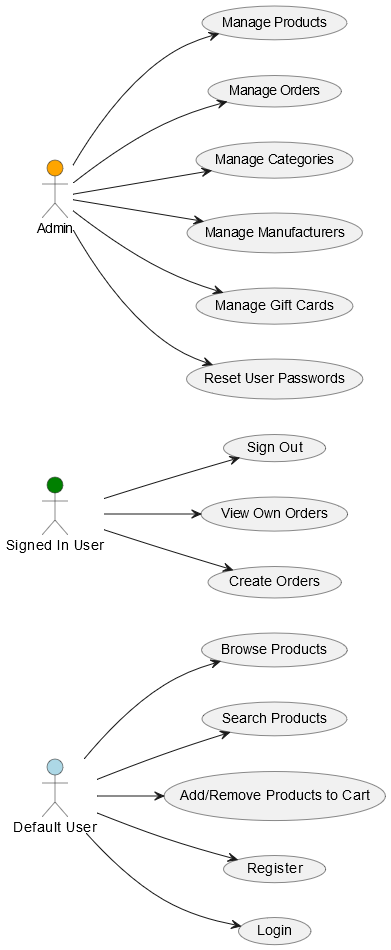 Manage Products
Manage Orders
Manage Categories
Admin
Manage Manufacturers
Manage Gift Cards
Reset User Passwords
Sign Out
View Own Orders
Signed In User
Create Orders
Browse Products
Search Products
Add/Remove Products to Cart
Default User
Register
Login